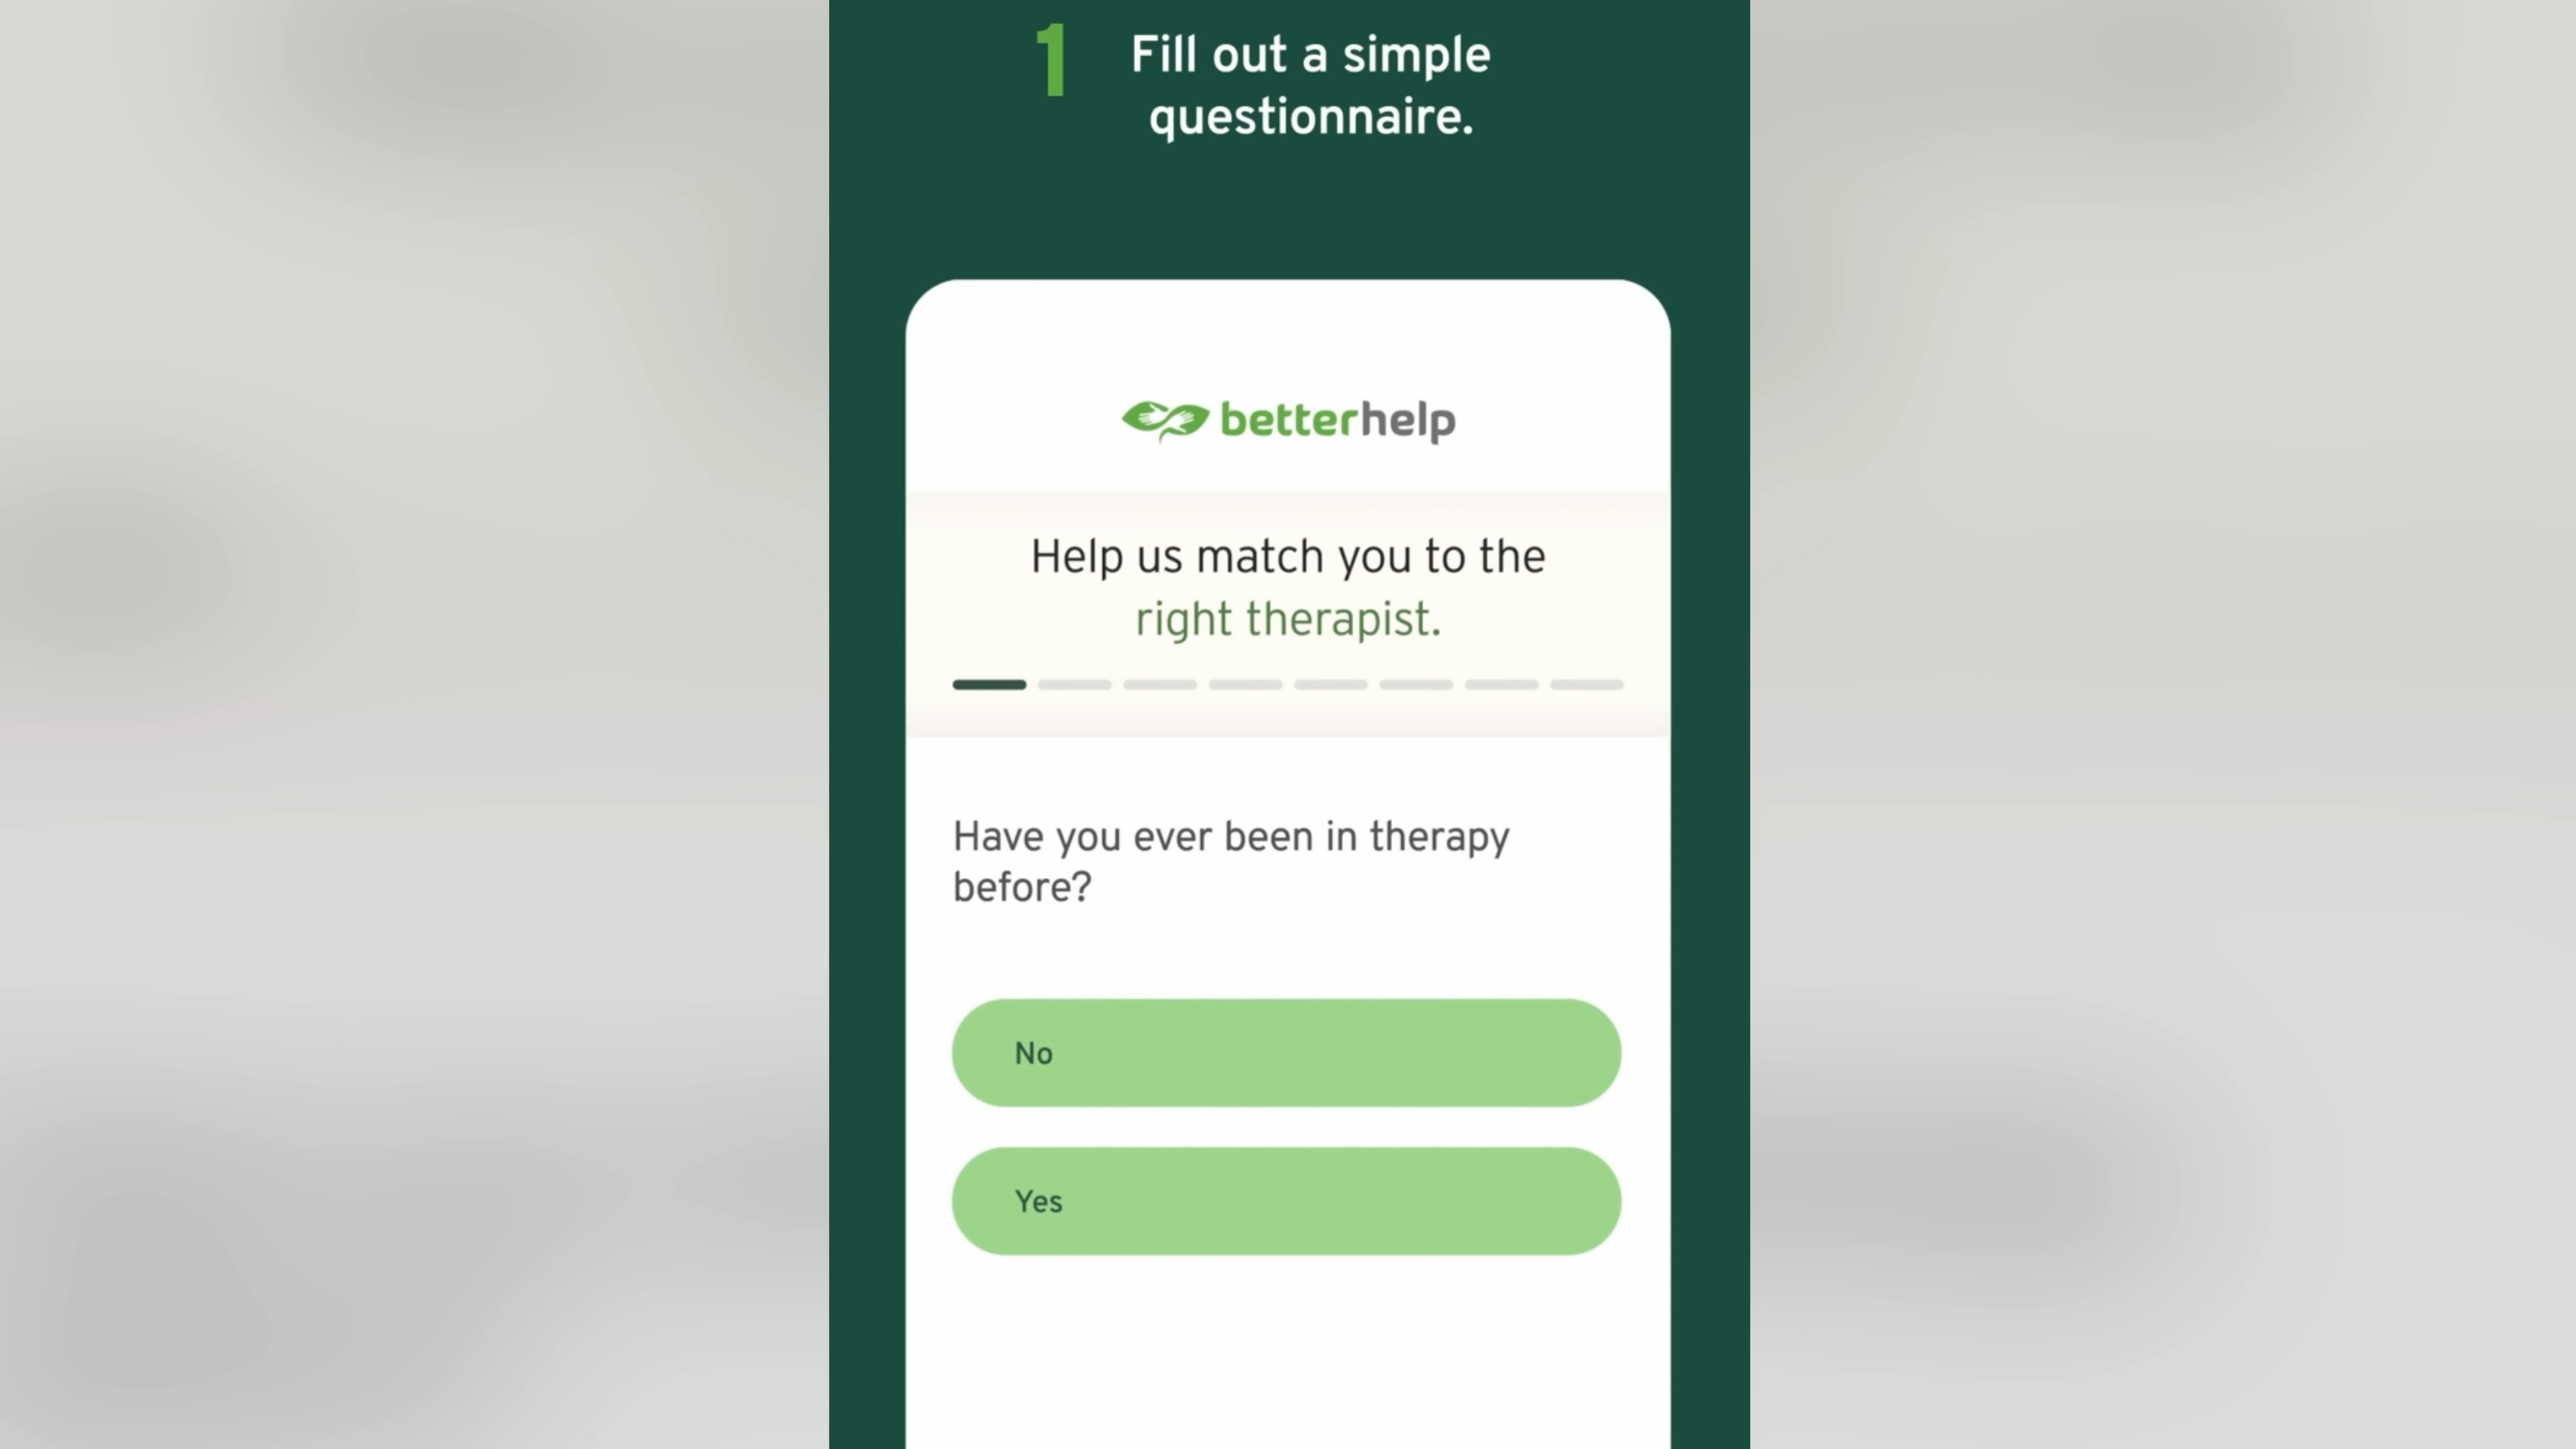 1
Fill out a simple
questionnaire.
betterhelp
Help us match you to the
right therapist.
Have you ever been in therapy
before?
No
Yes